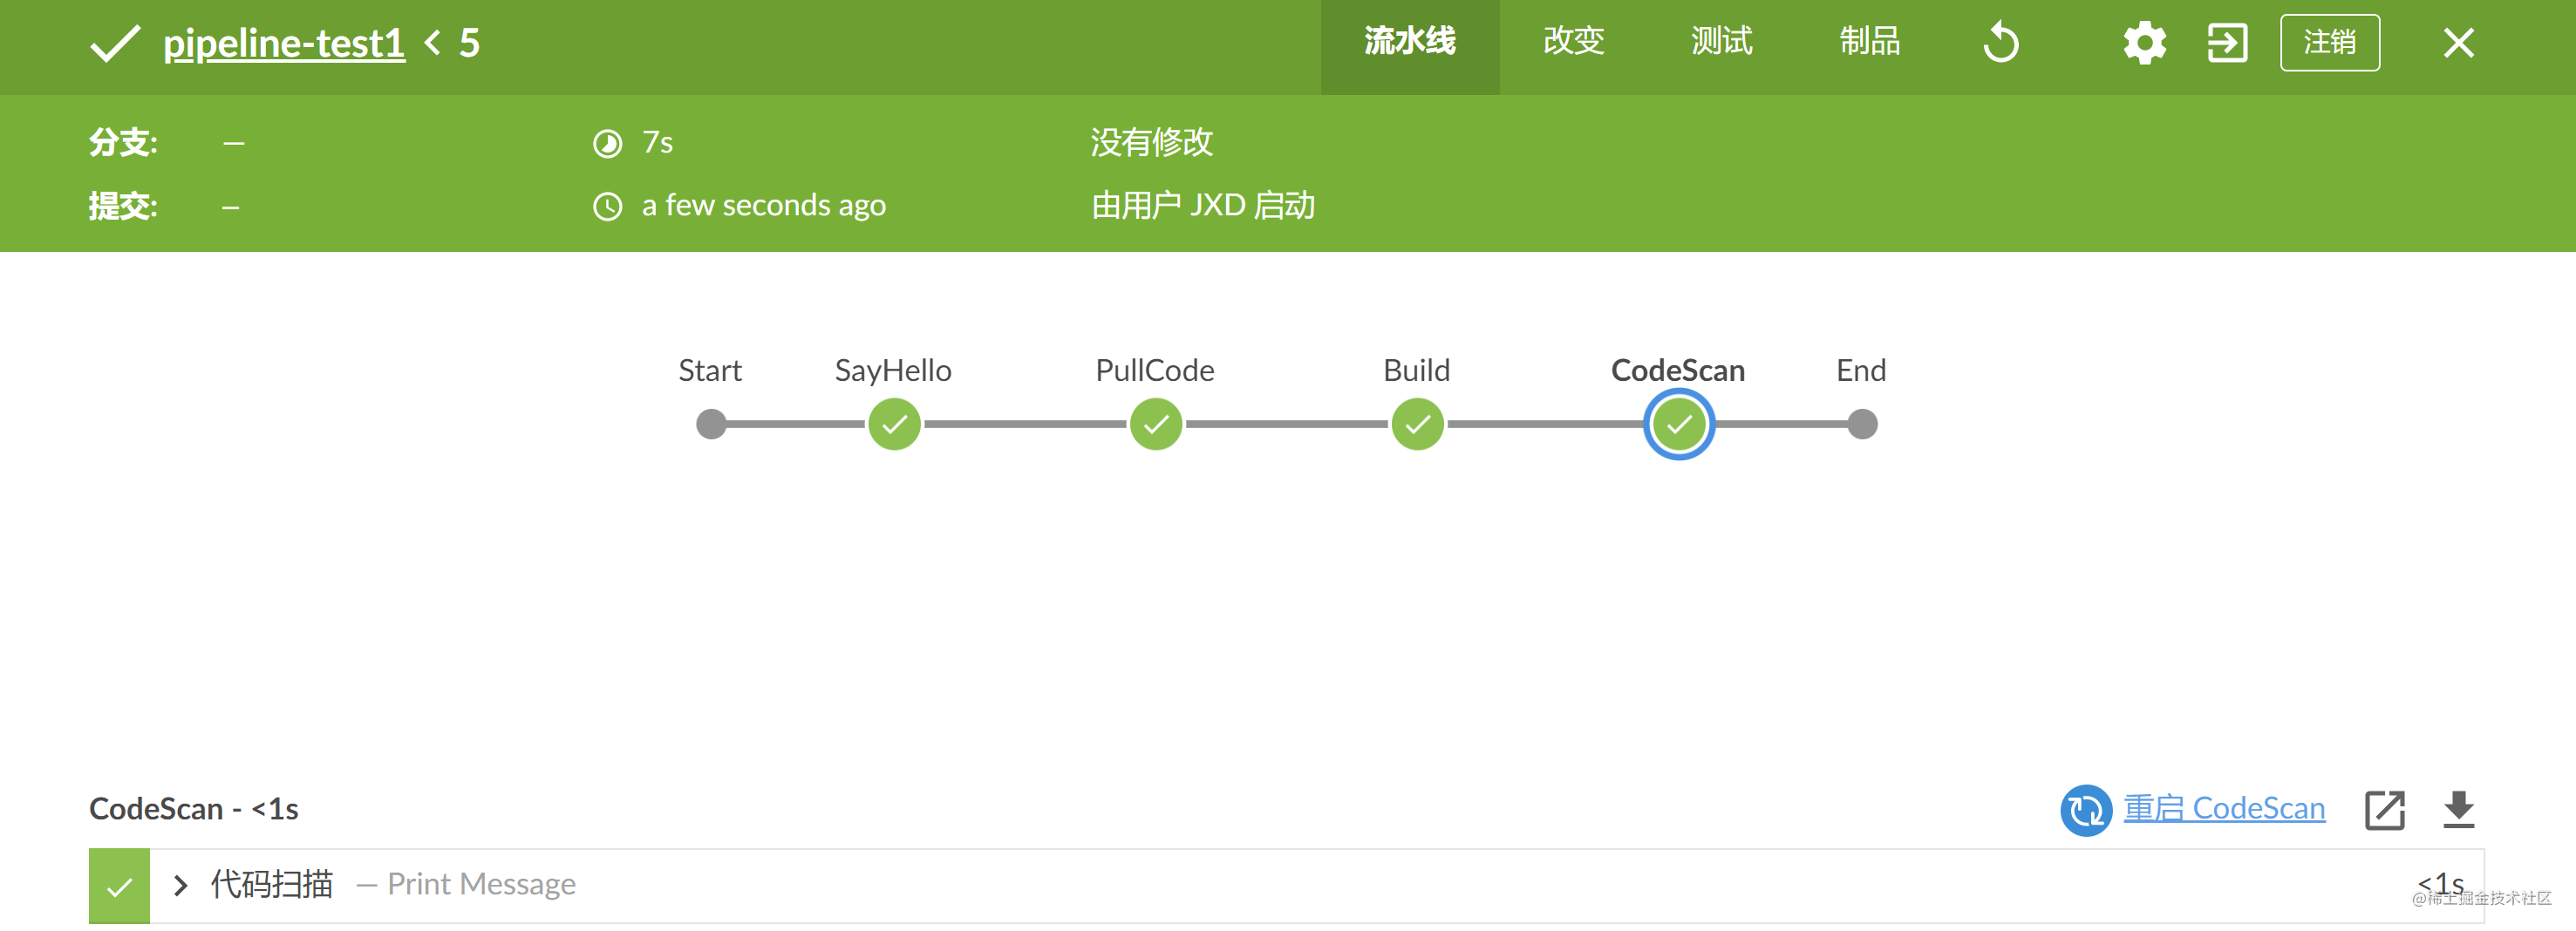 pipeline-test1 < 5
流水线 改变 测试 制品 注销
分支: — 7s 没有修改
提交: – a few seconds ago 由用户 JXD 启动
Start SayHello PullCode Build CodeScan End
CodeScan - <1s 重启 CodeScan
代码扫描 — Print Message <1s
@稀土掘金技术社区